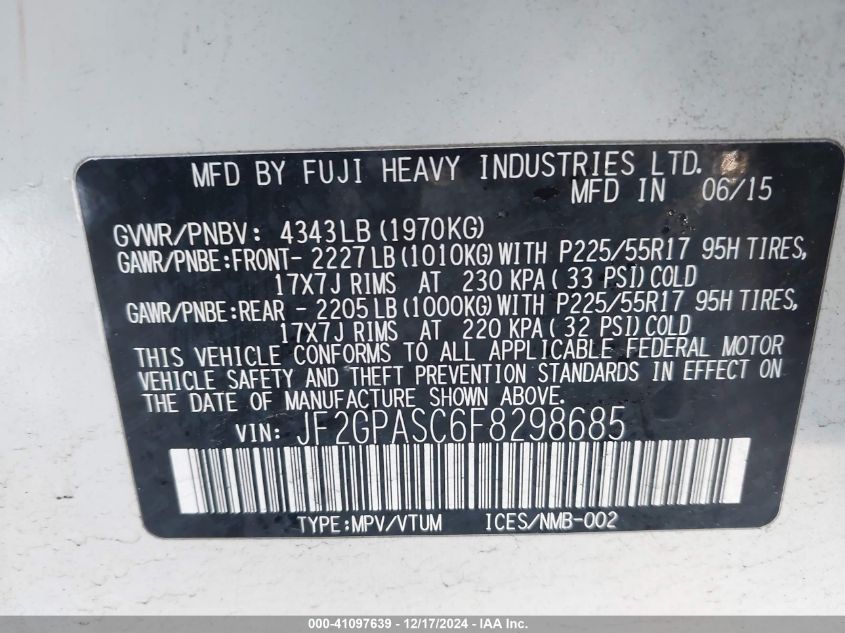 MFD BY FUJI HEAVY INDUSTRIES LTD.
MFD IN 06/15
GVWR/PNBV: 4343LB (1970KG)
GAWR/PNBE:FRONT- 2227LB (1010KG) WITH P225/55R17 95H TIRES,
17X7J RIMS AT 230 KPA ( 33 PSI) COLD
GAWR/PNBE:REAR - 2205LB (1000KG) WITH P225/55R17 95H TIRES,
17X7J RIMS AT 220 KPA ( 32 PSI) COLD
THIS VEHICLE CONFORMS TO ALL APPLICABLE FEDERAL MOTOR
VEHICLE SAFETY AND THEFT PREVENTION STANDARDS IN EFFECT ON
THE DATE OF MANUFACTURE SHOWN ABOVE.
VIN: JF2GPASC6F8298685
TYPE:MPV/VTUM ICES/NMB-002
000-41097639 - 12/17/2024 - IAA Inc.